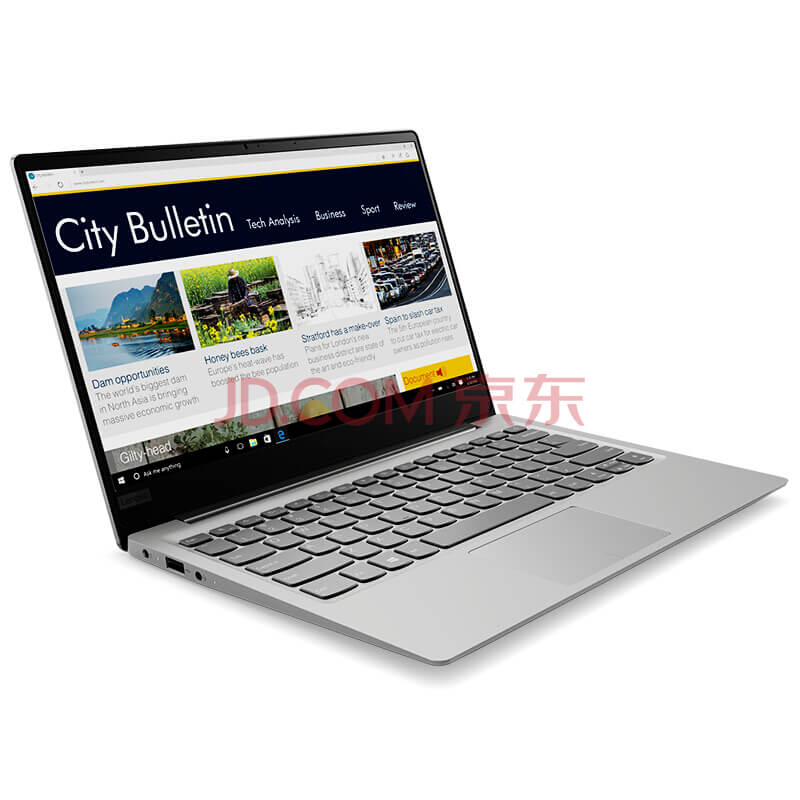 City Bulletin
Tech Analysis Business Sport Review
Dam opportunities
The world's biggest dam
in North Asia is bringing
massive economic growth
Honey bees bask
Europe's heat-wave has
boosted the bee population
Stratford has a make-over
Plans for London's new
business district are state of
the art and eco-friendly
Spain to slash car tax
The 5th European country
to cut car tax for electric car
owners as pollution rises
Document
JD.COM 京东
Gilty-head
Ask me anything